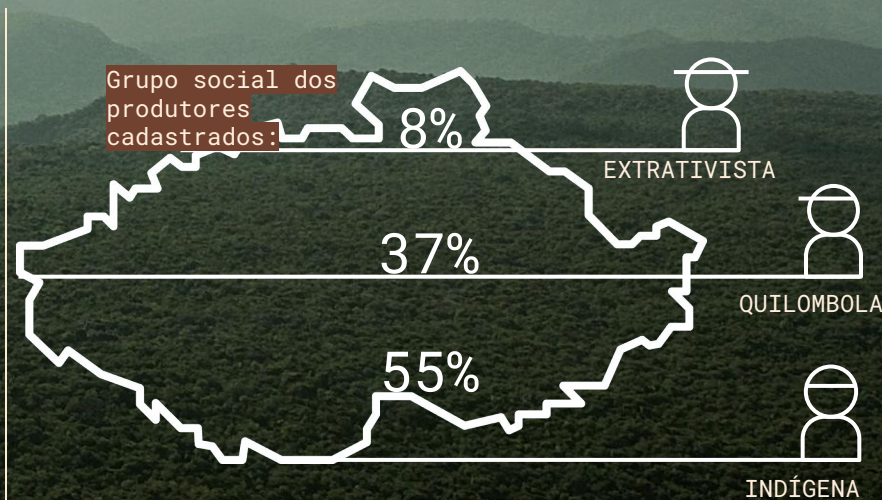 Grupo social dos
produtores
cadastrados:
8%
EXTRATIVISTA
37%
QUILOMBOLA
55%
INDÍGENA